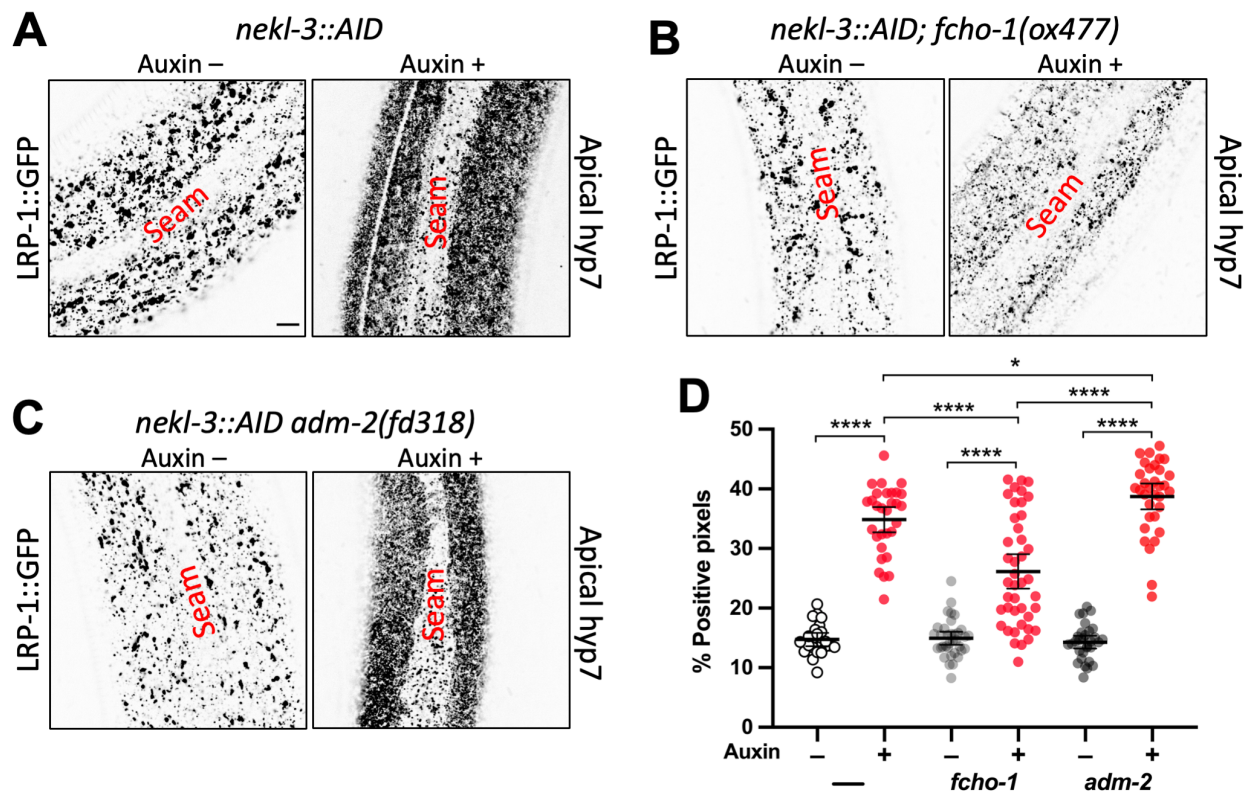 A
nekl-3::AID
Auxin –
Auxin +
LRP-1::GFP
Seam
Seam
Apical hyp7
B
nekl-3::AID; fcho-1(ox477)
Auxin –
Auxin +
LRP-1::GFP
Seam
Seam
Apical hyp7
C
nekl-3::AID adm-2(fd318)
Auxin –
Auxin +
LRP-1::GFP
Seam
Seam
Apical hyp7
D
*
****
****
****
****
****
% Positive pixels
50
40
30
20
10
0
Auxin – + – + – +
— fcho-1 adm-2